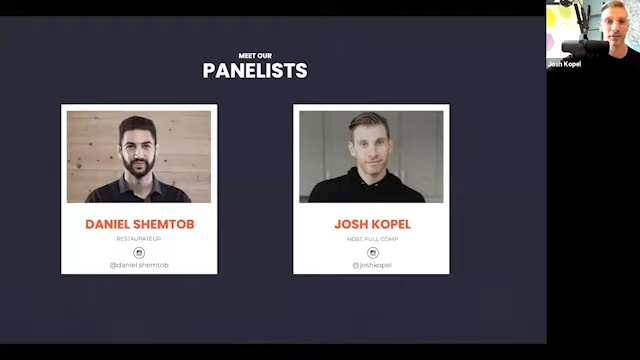 MEET OUR
PANELISTS
DANIEL SHEMTOB
RESTAURATEUR
@daniel.shemtob
JOSH KOPEL
HOST, FULL COMP
@joshkopel
Josh Kopel